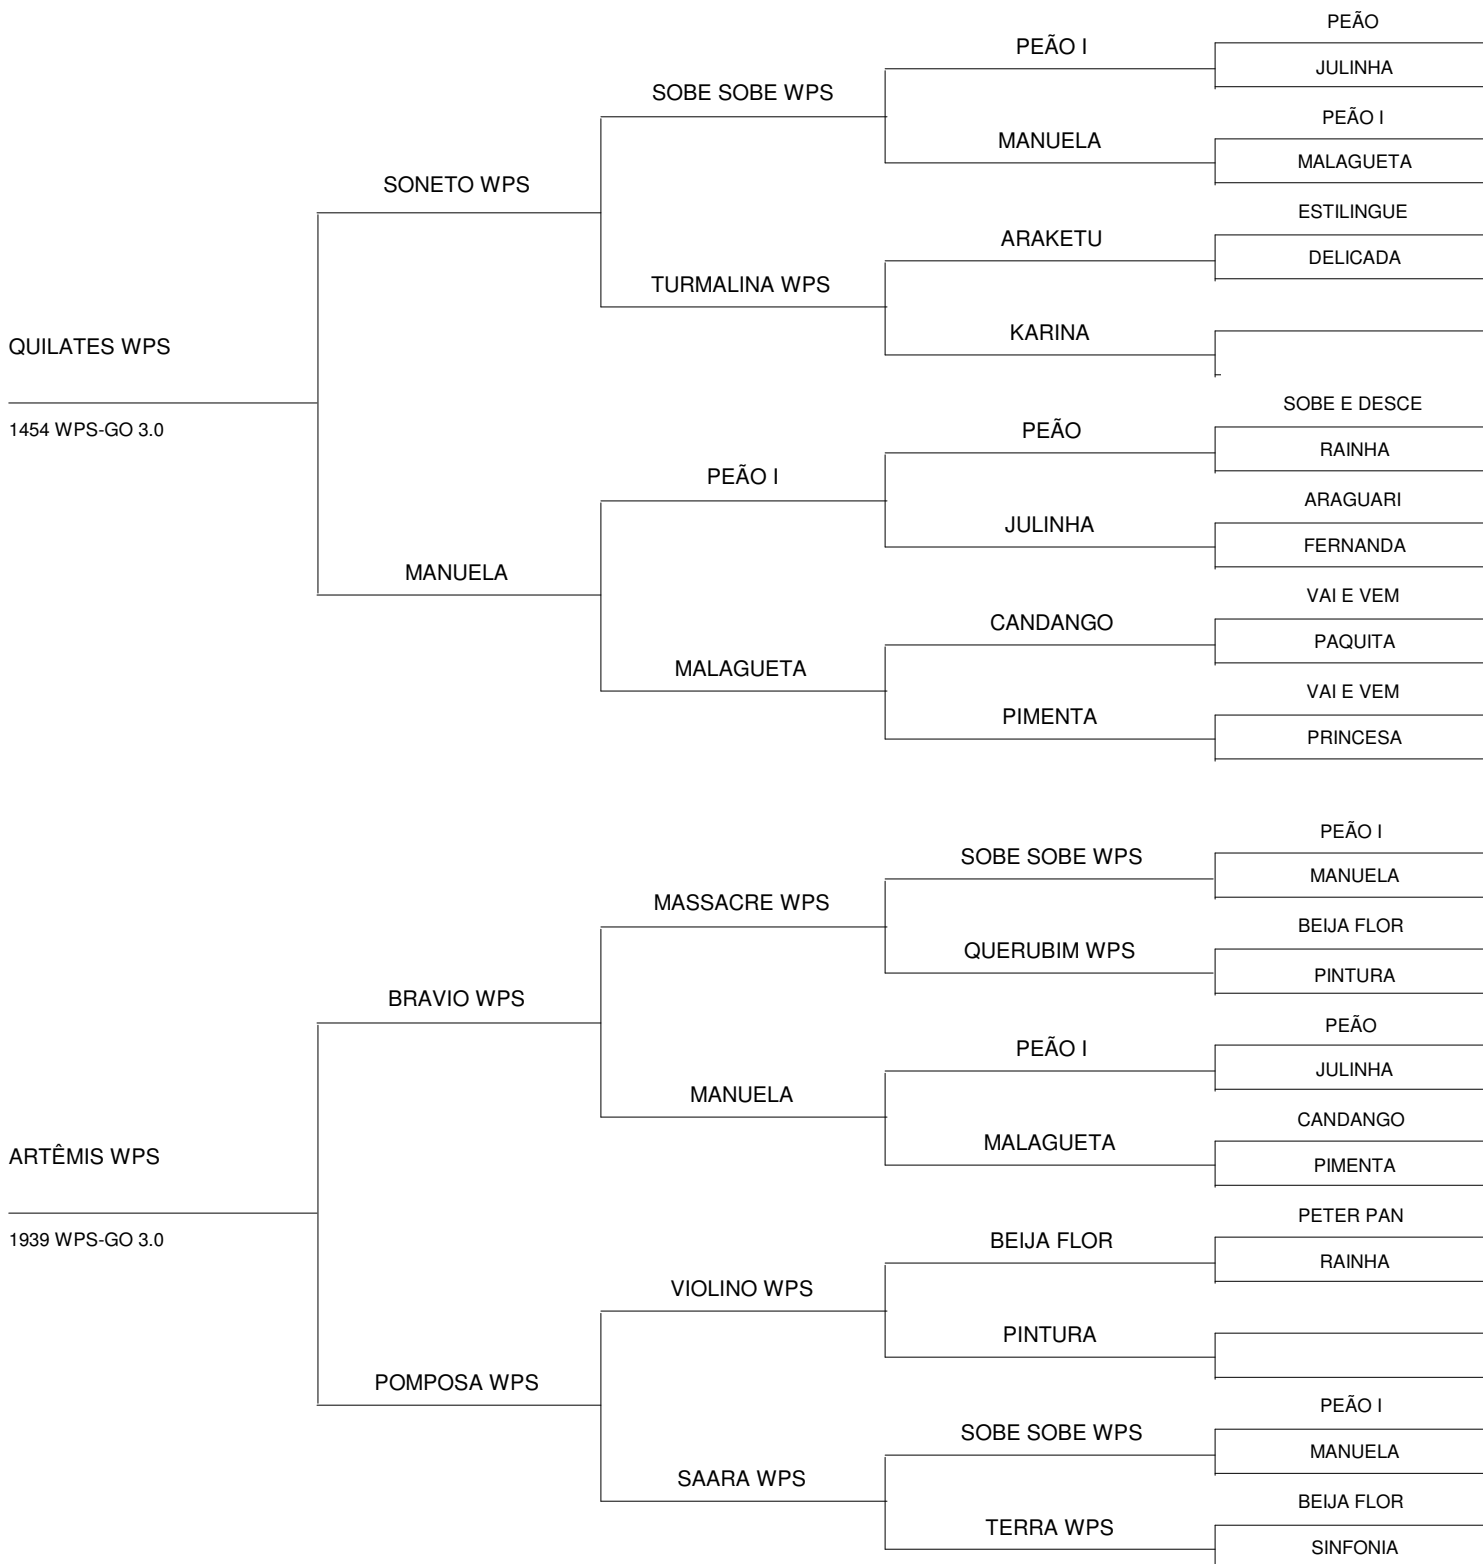 PEÃO
PEÃO I
JULINHA
SOBE SOBE WPS
PEÃO I
MANUELA
MALAGUETA
SONETO WPS
ESTILINGUE
ARAKETU
DELICADA
TURMALINA WPS
KARINA
QUILATES WPS
SOBE E DESCE
1454 WPS-GO 3.0
PEÃO
RAINHA
PEÃO I
ARAGUARI
JULINHA
FERNANDA
MANUELA
VAI E VEM
CANDANGO
PAQUITA
MALAGUETA
VAI E VEM
PIMENTA
PRINCESA
PEÃO I
SOBE SOBE WPS
MANUELA
MASSACRE WPS
BEIJA FLOR
QUERUBIM WPS
PINTURA
BRAVIO WPS
PEÃO
PEÃO I
JULINHA
MANUELA
CANDANGO
MALAGUETA
PIMENTA
ARTÊMIS WPS
PETER PAN
1939 WPS-GO 3.0
BEIJA FLOR
RAINHA
VIOLINO WPS
PINTURA
POMPOSA WPS
PEÃO I
SOBE SOBE WPS
MANUELA
SAARA WPS
BEIJA FLOR
TERRA WPS
SINFONIA